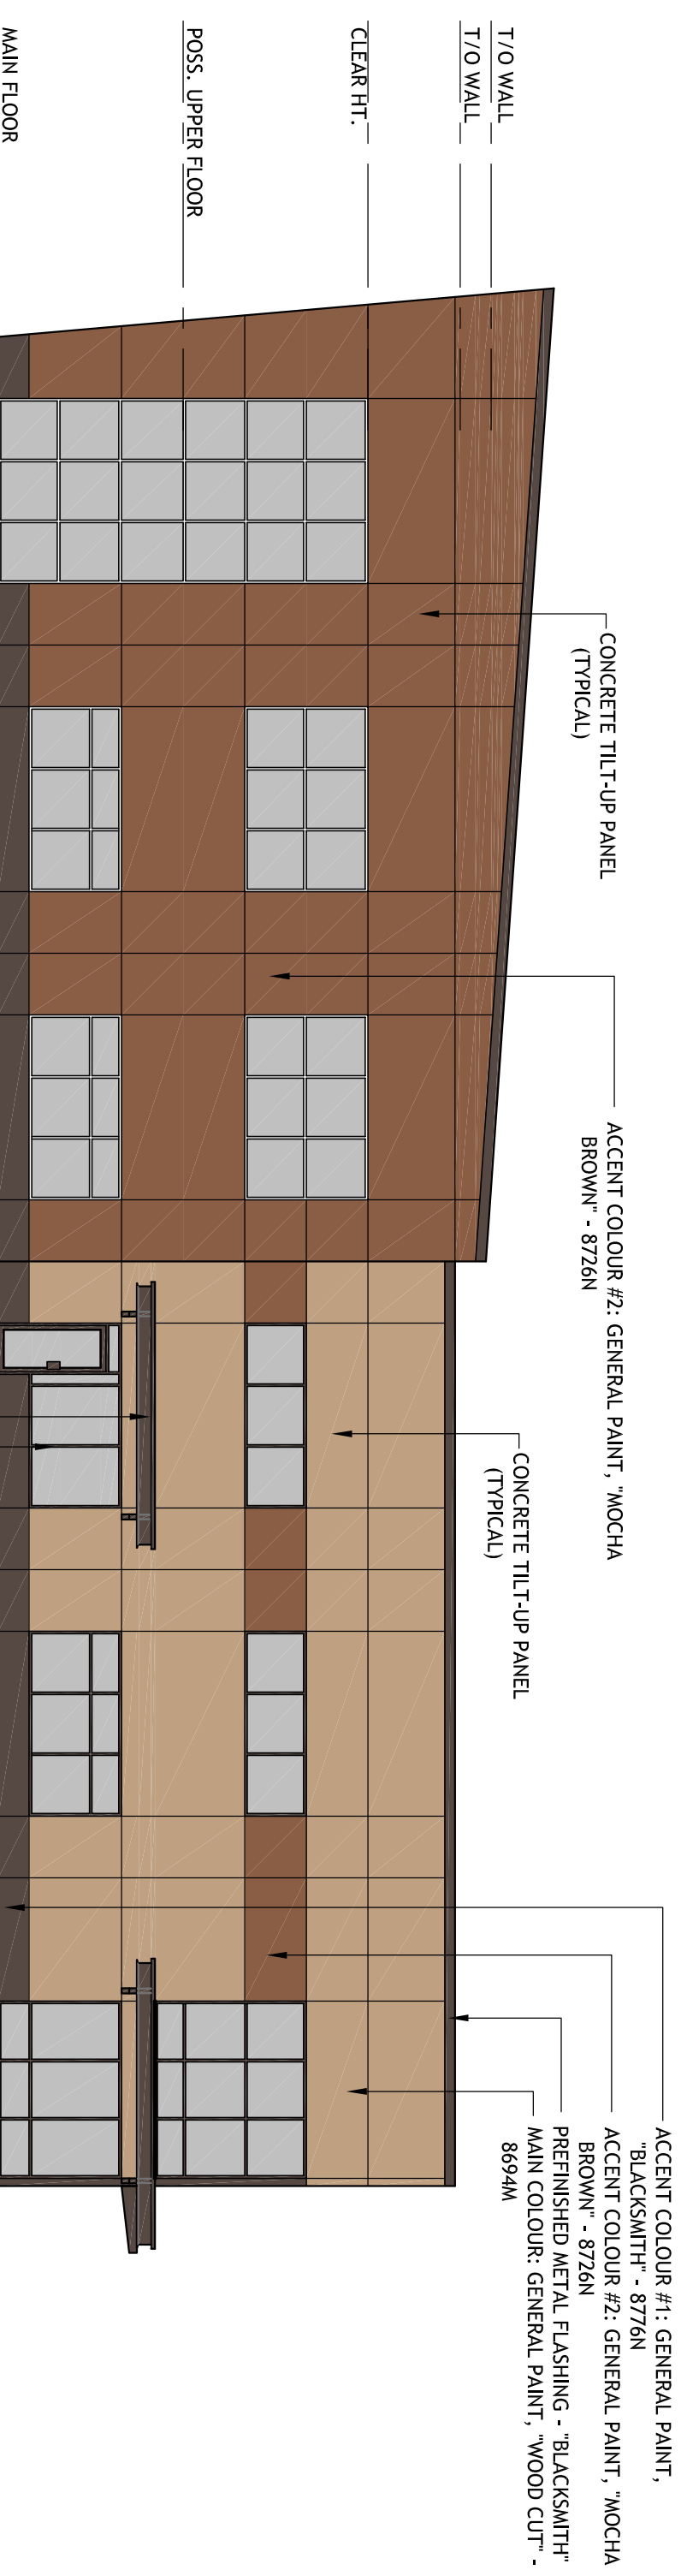 T/O WALL
T/O WALL
CLEAR HT.
POSS. UPPER FLOOR
MAIN FLOOR
CONCRETE TILT-UP PANEL
(TYPICAL)
ACCENT COLOUR #2: GENERAL PAINT, "MOCHA
BROWN" - 8726N
CONCRETE TILT-UP PANEL
(TYPICAL)
ACCENT COLOUR #1: GENERAL PAINT,
"BLACKSMITH" - 8776N
ACCENT COLOUR #2: GENERAL PAINT, "MOCHA
BROWN" - 8726N
PREFINISHED METAL FLASHING - "BLACKSMITH"
MAIN COLOUR: GENERAL PAINT, "WOOD CUT" -
8694M